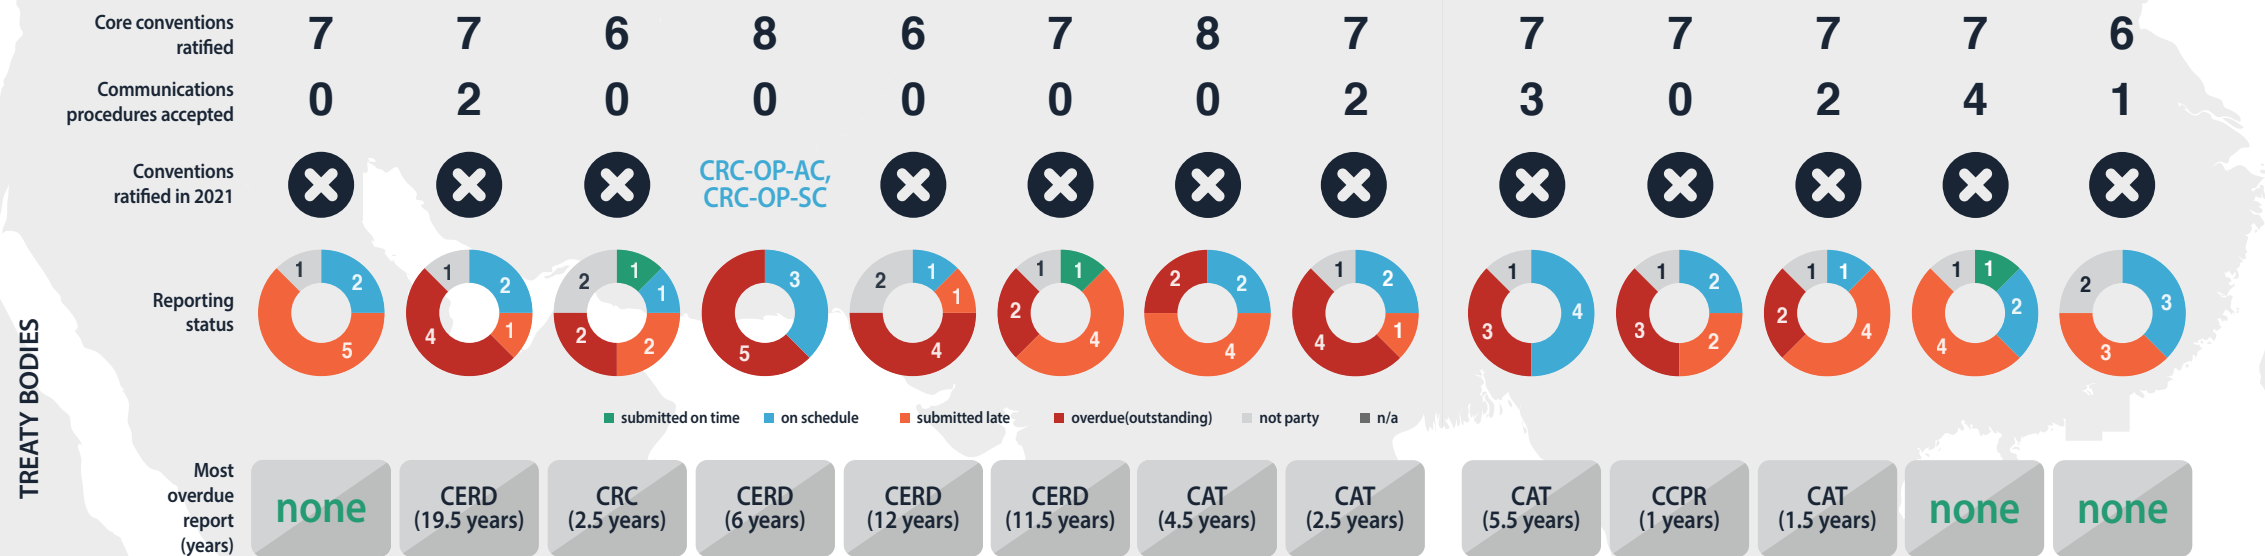 Core conventions
ratified
7 7 6 8 6 7 8 7 7 7 7 7 6
Communications
procedures accepted
0 2 0 0 0 0 0 2 3 0 2 4 1
Conventions
ratified in 2021
CRC-OP-AC,
CRC-OP-SC
Reporting
status
1 2 5
1 2 1 4
2 1 1 2 2
3 5
2 1 1 4
1 1 4 2
2 2 4
1 2 1 4
1 4 3
1 2 2 3
1 1 4 2
1 1 2 4
2 3 3
submitted on time on schedule submitted late overdue(outstanding) not party n/a
TREATY BODIES
Most
overdue
report
(years)
none
CERD
(19.5 years)
CRC
(2.5 years)
CERD
(6 years)
CERD
(12 years)
CERD
(11.5 years)
CAT
(4.5 years)
CAT
(2.5 years)
CAT
(5.5 years)
CCPR
(1 years)
CAT
(1.5 years)
none
none